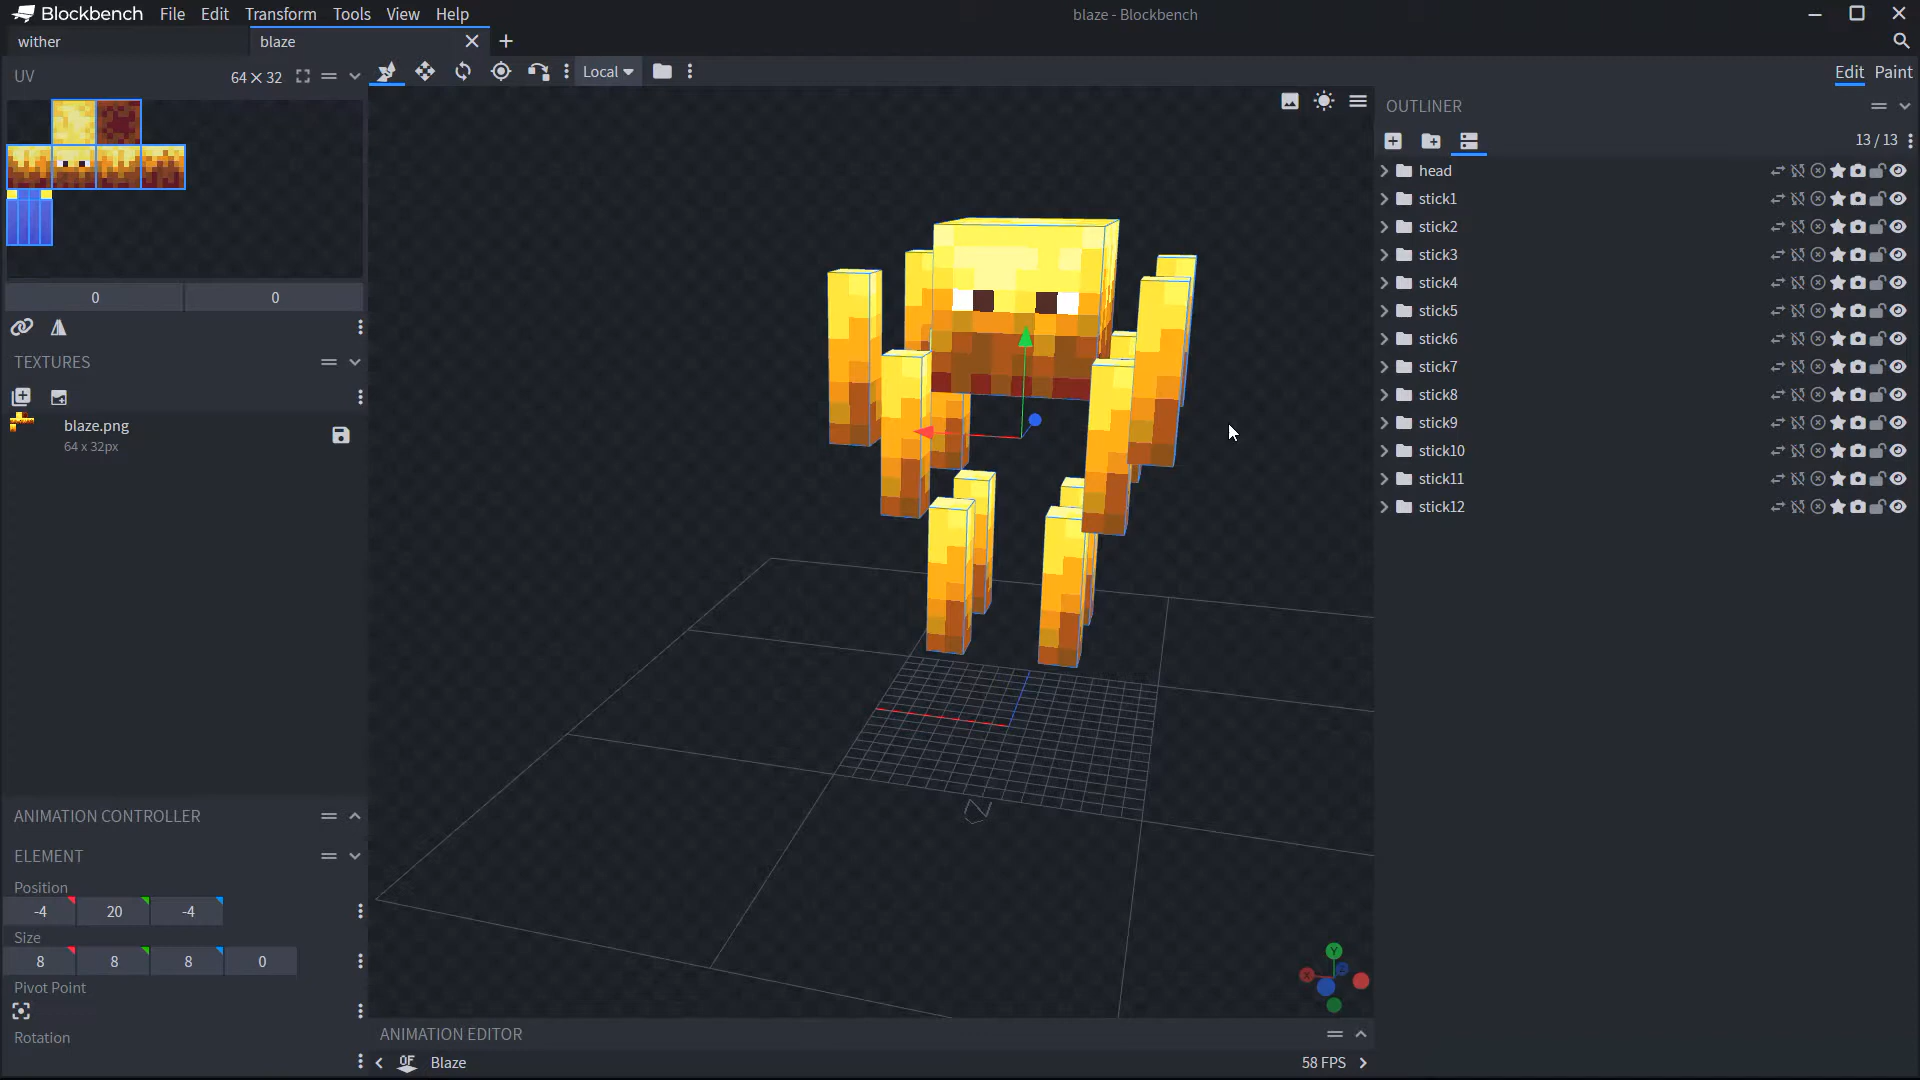 Blockbench File Edit Transform Tools View Help blaze - Blockbench
wither blaze
UV 64 × 32 Local Edit Paint
OUTLINER
13 / 13
head
stick1
stick2
stick3
stick4
stick5
stick6
stick7
stick8
stick9
stick10
stick11
stick12
0 0
TEXTURES
blaze.png
64 x 32px
ANIMATION CONTROLLER
ELEMENT
Position
-4 20 -4
Size
8 8 8 0
Pivot Point
Rotation
Y
X
Z
ANIMATION EDITOR
OF Blaze 58 FPS